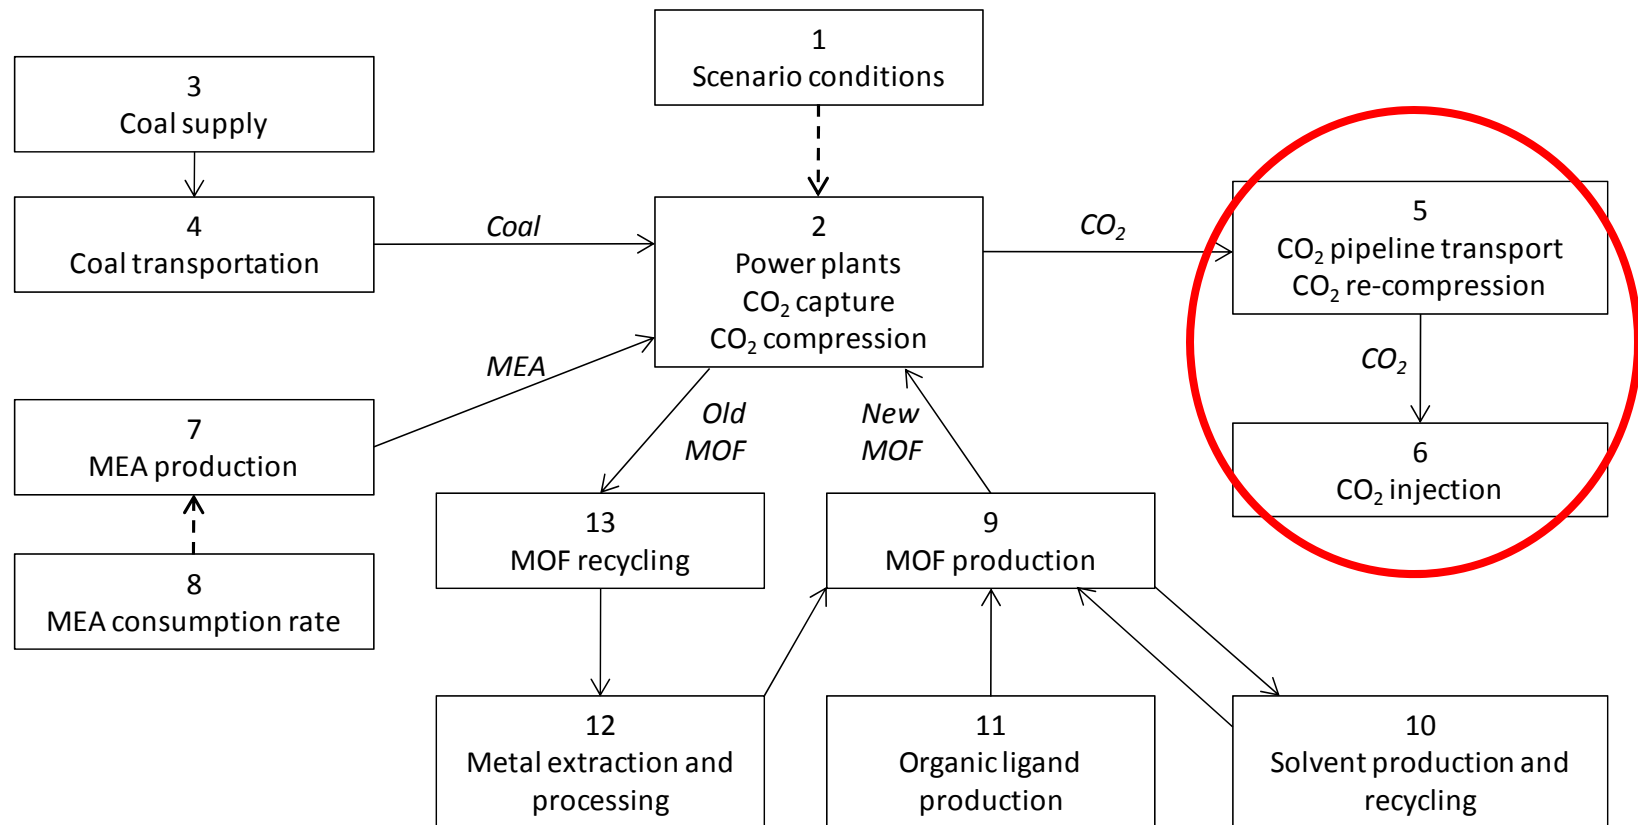 1
Scenario conditions
3
Coal supply
4
Coal transportation
Coal
2
Power plants
CO₂ capture
CO₂ compression
CO₂
5
CO₂ pipeline transport
CO₂ re-compression
CO₂
6
CO₂ injection
MEA
7
MEA production
8
MEA consumption rate
Old
MOF
New
MOF
13
MOF recycling
9
MOF production
12
Metal extraction and
processing
11
Organic ligand
production
10
Solvent production and
recycling